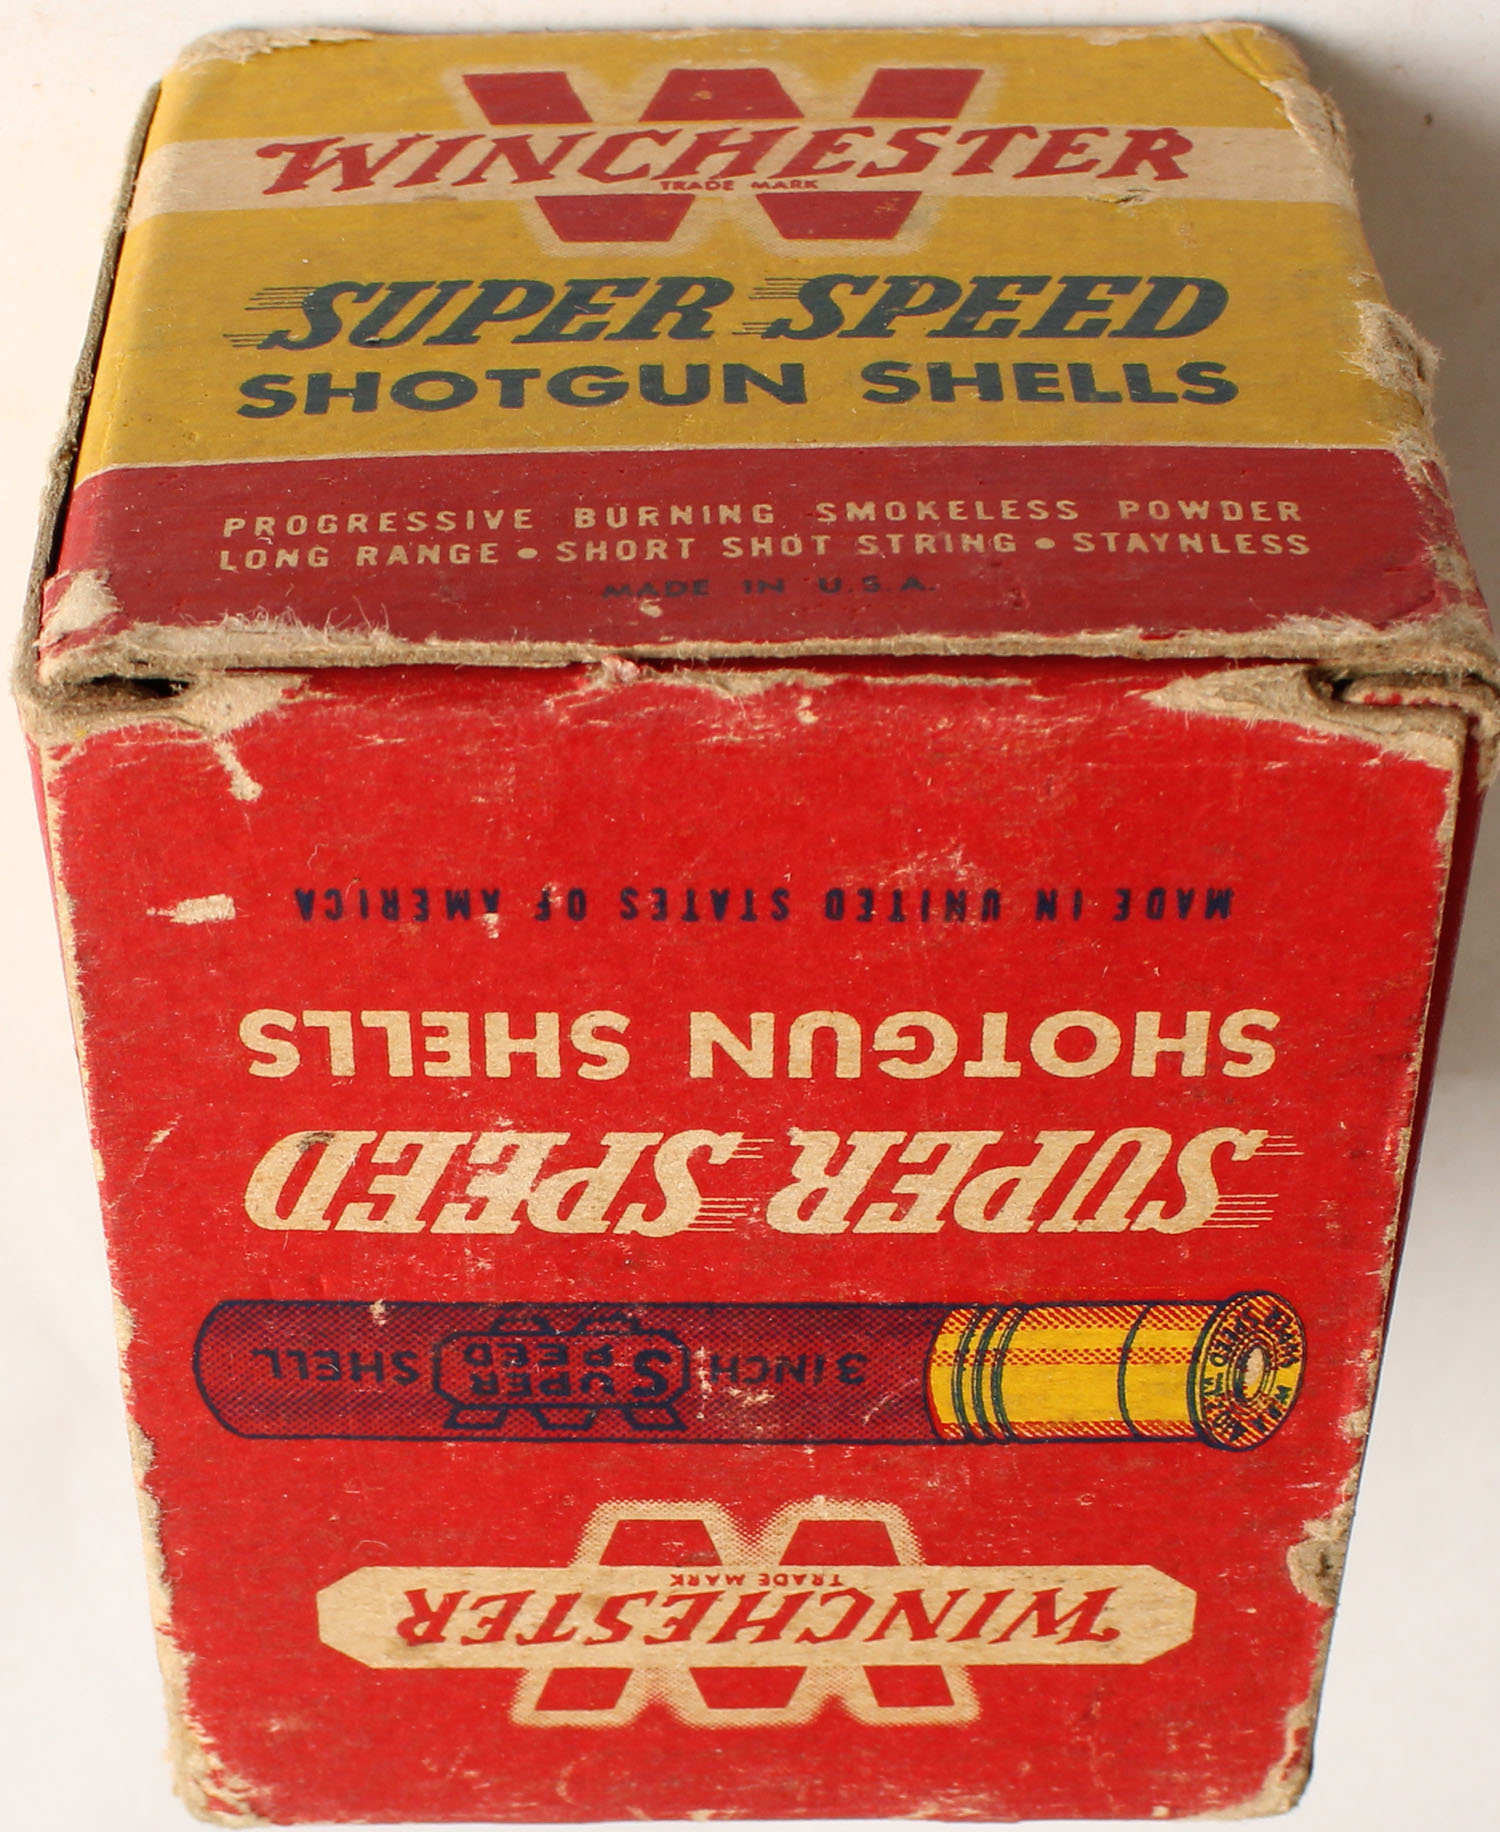 WINCHESTER
TRADE MARK
SUPER SPEED
SHOTGUN SHELLS
PROGRESSIVE BURNING SMOKELESS POWDER
LONG RANGE • SHORT SHOT STRING • STAYNLESS
MADE IN U.S.A.
WINCHESTER
TRADE MARK
3 INCH SUPER SPEED SHELL
SUPER SPEED
SHOTGUN SHELLS
MADE IN UNITED STATES OF AMERICA